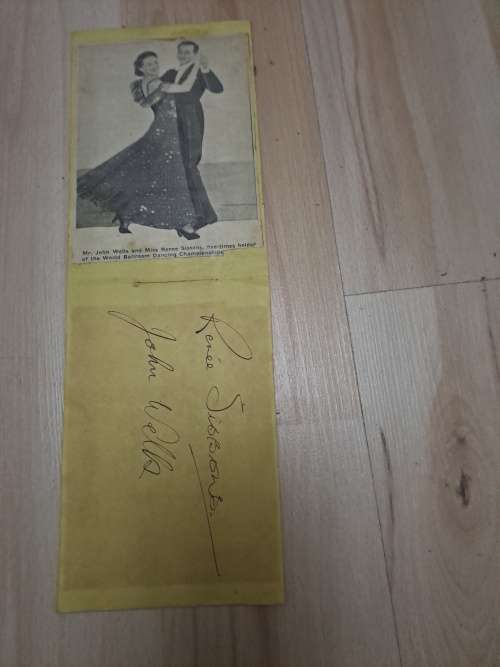 Mr. John Wells and Miss Renee Sissons, five-times holder
of the World Ballroom Dancing Championships
Renée Sissons.
John Wells